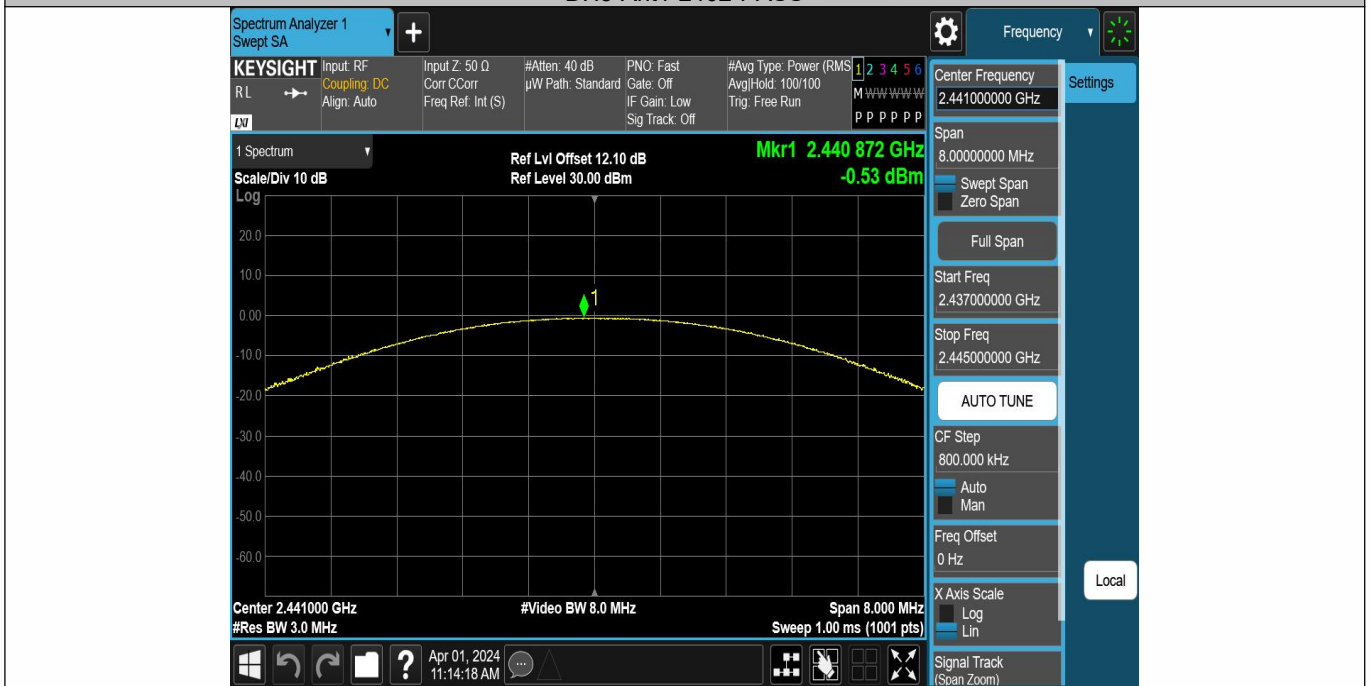 Spectrum Analyzer 1
Swept SA
+
Frequency
KEYSIGHT
RL
LXI
Input: RF
Coupling: DC
Align: Auto
Input Z: 50 Ω
Corr CCorr
Freq Ref: Int (S)
#Atten: 40 dB
µW Path: Standard
PNO: Fast
Gate: Off
IF Gain: Low
Sig Track: Off
#Avg Type: Power (RMS
Avg|Hold: 100/100
Trig: Free Run
1 2 3 4 5 6
M W W W W W
P P P P P P
1 Spectrum
Scale/Div 10 dB
Log
Ref Lvl Offset 12.10 dB
Ref Level 30.00 dBm
Mkr1 2.440 872 GHz
-0.53 dBm
20.0
10.0
0.00
-10.0
-20.0
-30.0
-40.0
-50.0
-60.0
1
Center 2.441000 GHz
#Res BW 3.0 MHz
#Video BW 8.0 MHz
Span 8.000 MHz
Sweep 1.00 ms (1001 pts)
Apr 01, 2024
11:14:18 AM
?
Center Frequency
2.441000000 GHz
Settings
Span
8.00000000 MHz
Swept Span
Zero Span
Full Span
Start Freq
2.437000000 GHz
Stop Freq
2.445000000 GHz
AUTO TUNE
CF Step
800.000 kHz
Auto
Man
Freq Offset
0 Hz
Local
X Axis Scale
Log
Lin
Signal Track
(Span Zoom)